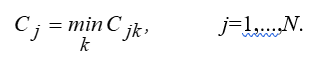 C_j = min_k C_jk, j=1,...,N.